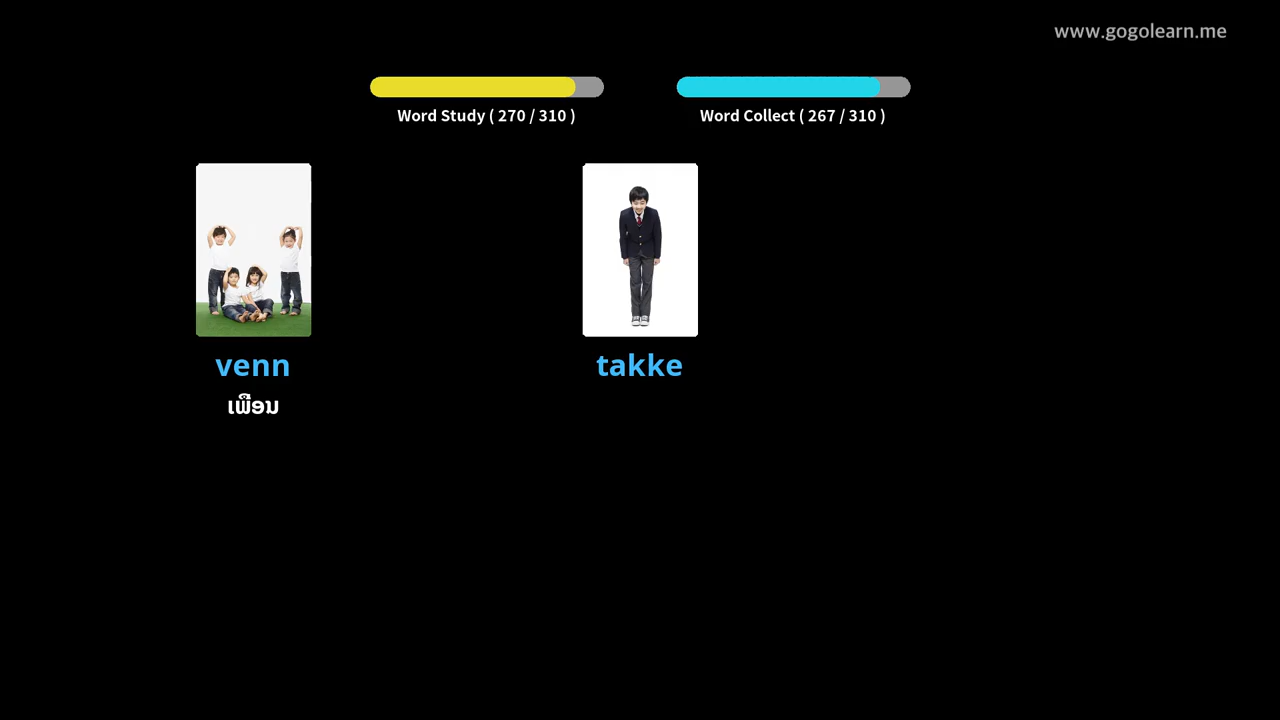 www.gogolearn.me
Word Study ( 270 / 310 )
Word Collect ( 267 / 310 )
venn
takke
ເພື່ອນ